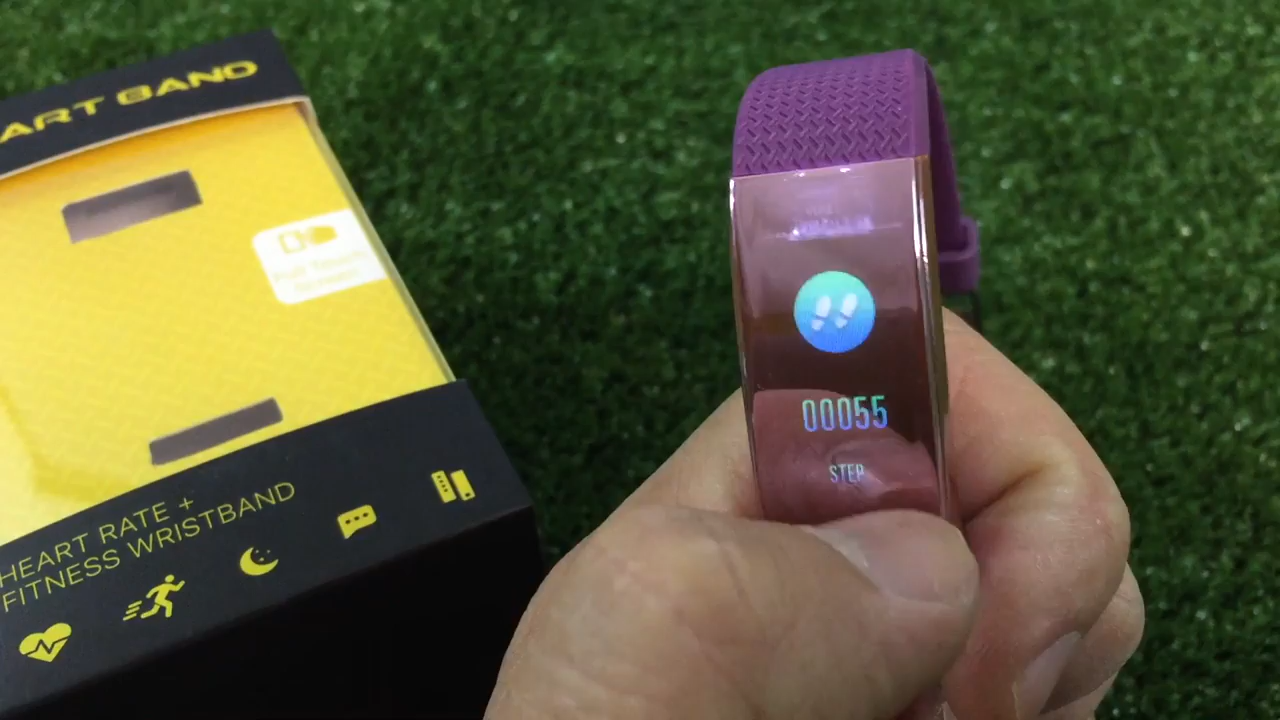 ART BAND
HEART RATE +
FITNESS WRISTBAND
00055
STEP